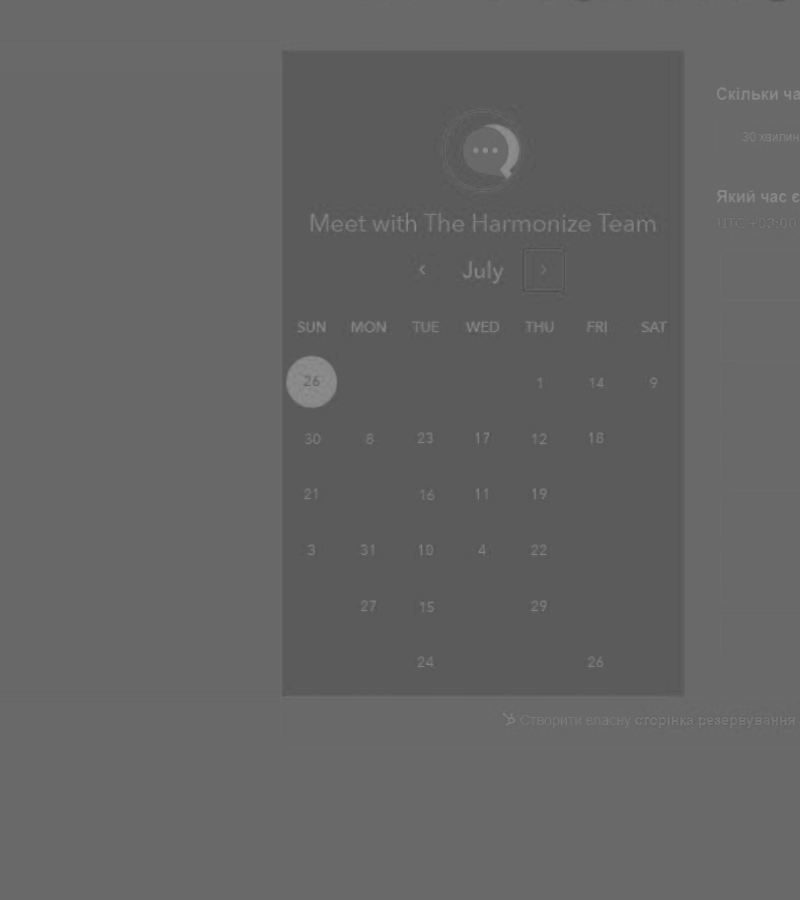 Meet with The Harmonize Team
July
SUN MON TUE WED THU FRI SAT
26 1 14 9
30 8 23 17 12 18
21 16 11 19
3 31 10 4 22
27 15 29
24 26
Скільки ча
30 хвилин
Який час є
UTC +03:00
Створити власну сторінка резервування